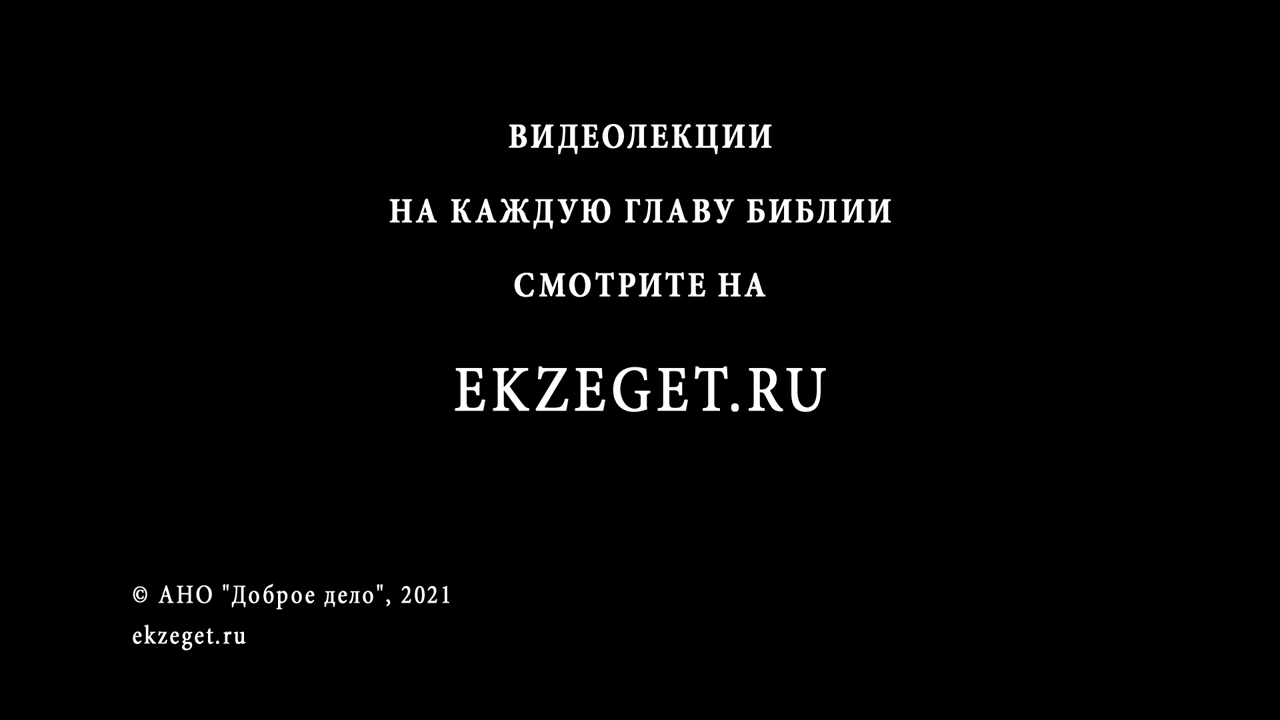 ВИДЕОЛЕКЦИИ
НА КАЖДУЮ ГЛАВУ БИБЛИИ
СМОТРИТЕ НА
EKZEGET.RU
© АНО "Доброе дело", 2021
ekzeget.ru